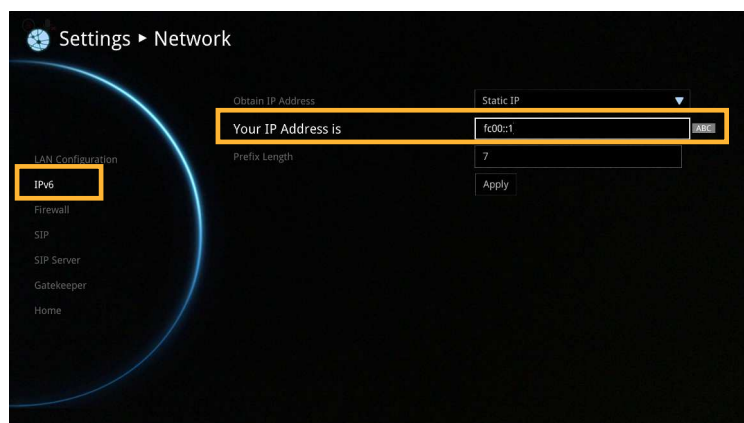 Settings ▸ Network
Obtain IP Address Static IP
Your IP Address is fc00::1 ABC
LAN Configuration
Prefix Length 7
IPv6
Apply
Firewall
SIP
SIP Server
Gatekeeper
Home